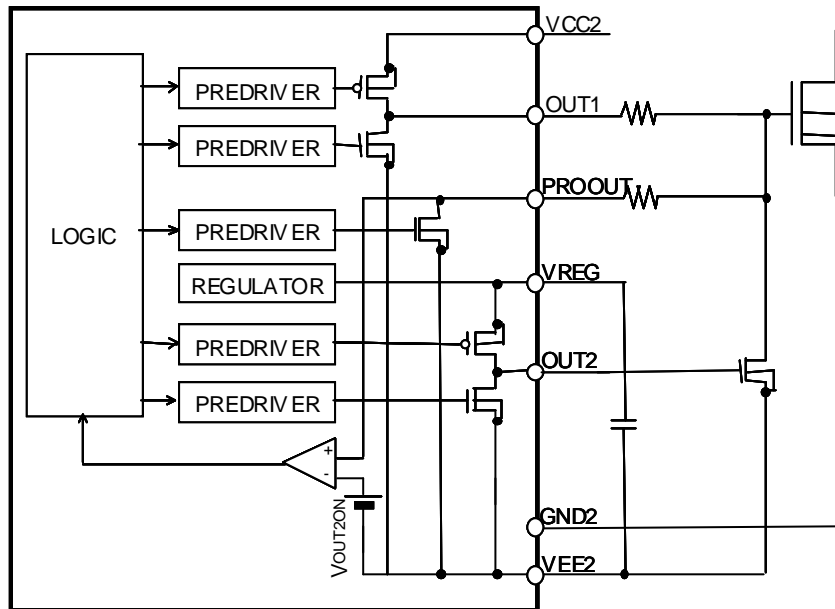 VCC2
PREDRIVER
OUT1
PREDRIVER
PROOUT
LOGIC
PREDRIVER
VREG
REGULATOR
PREDRIVER
OUT2
PREDRIVER
+
-
VOUT2ON
GND2
VEE2